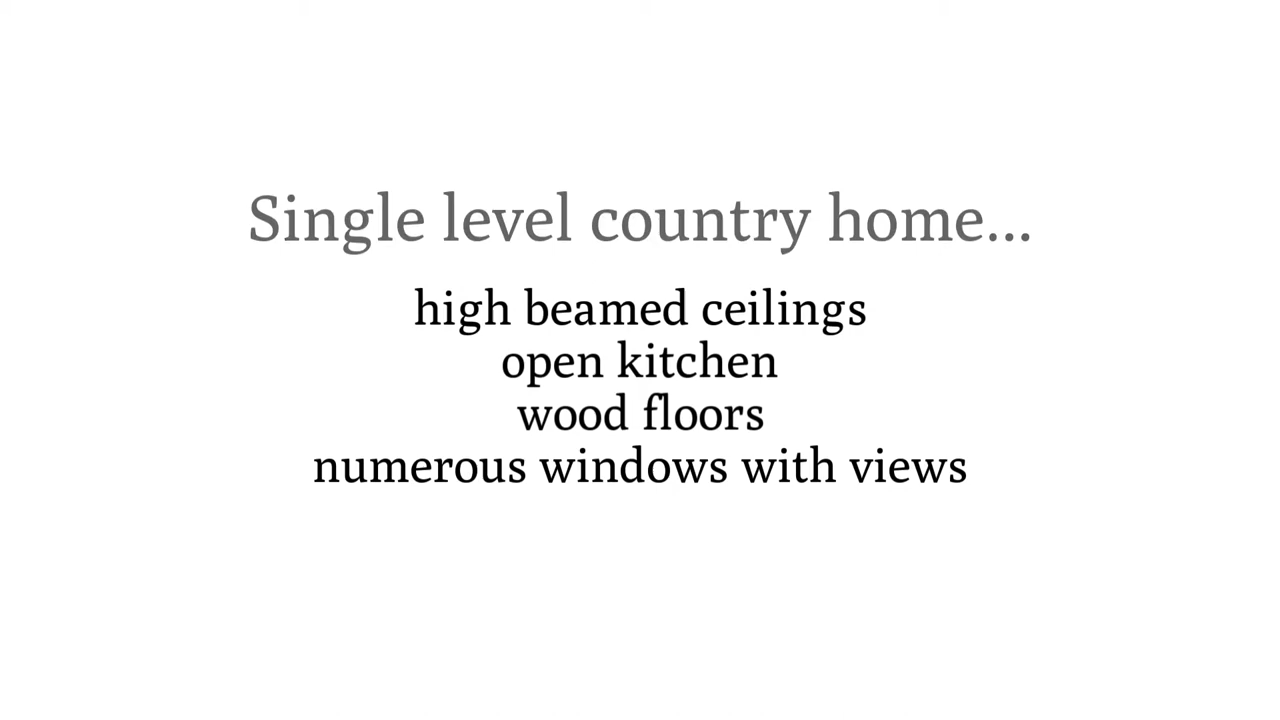 Single level country home...
high beamed ceilings
open kitchen
wood floors
numerous windows with views